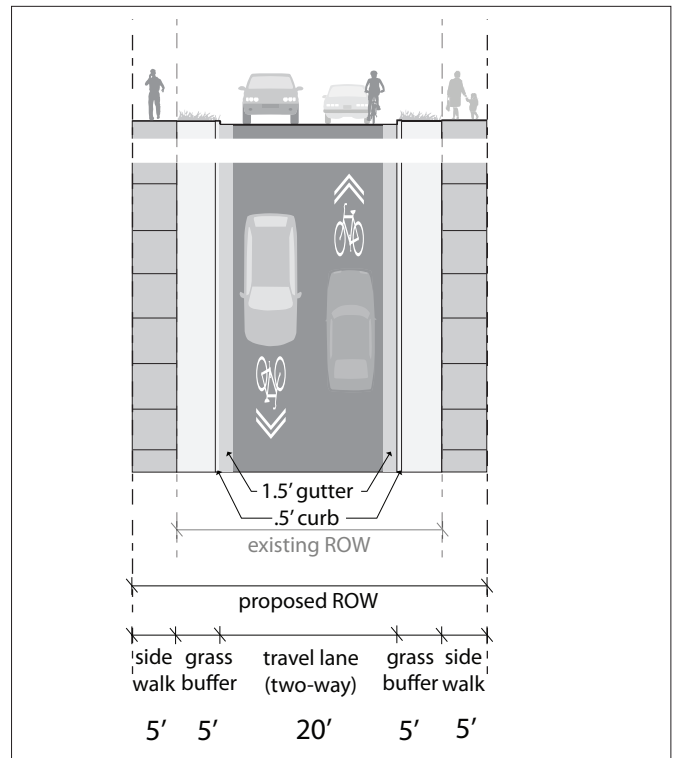 1.5’ gutter
.5’ curb
existing ROW
proposed ROW
side grass travel lane grass side
walk buffer (two-way) buffer walk
5’ 5’ 20’ 5’ 5’